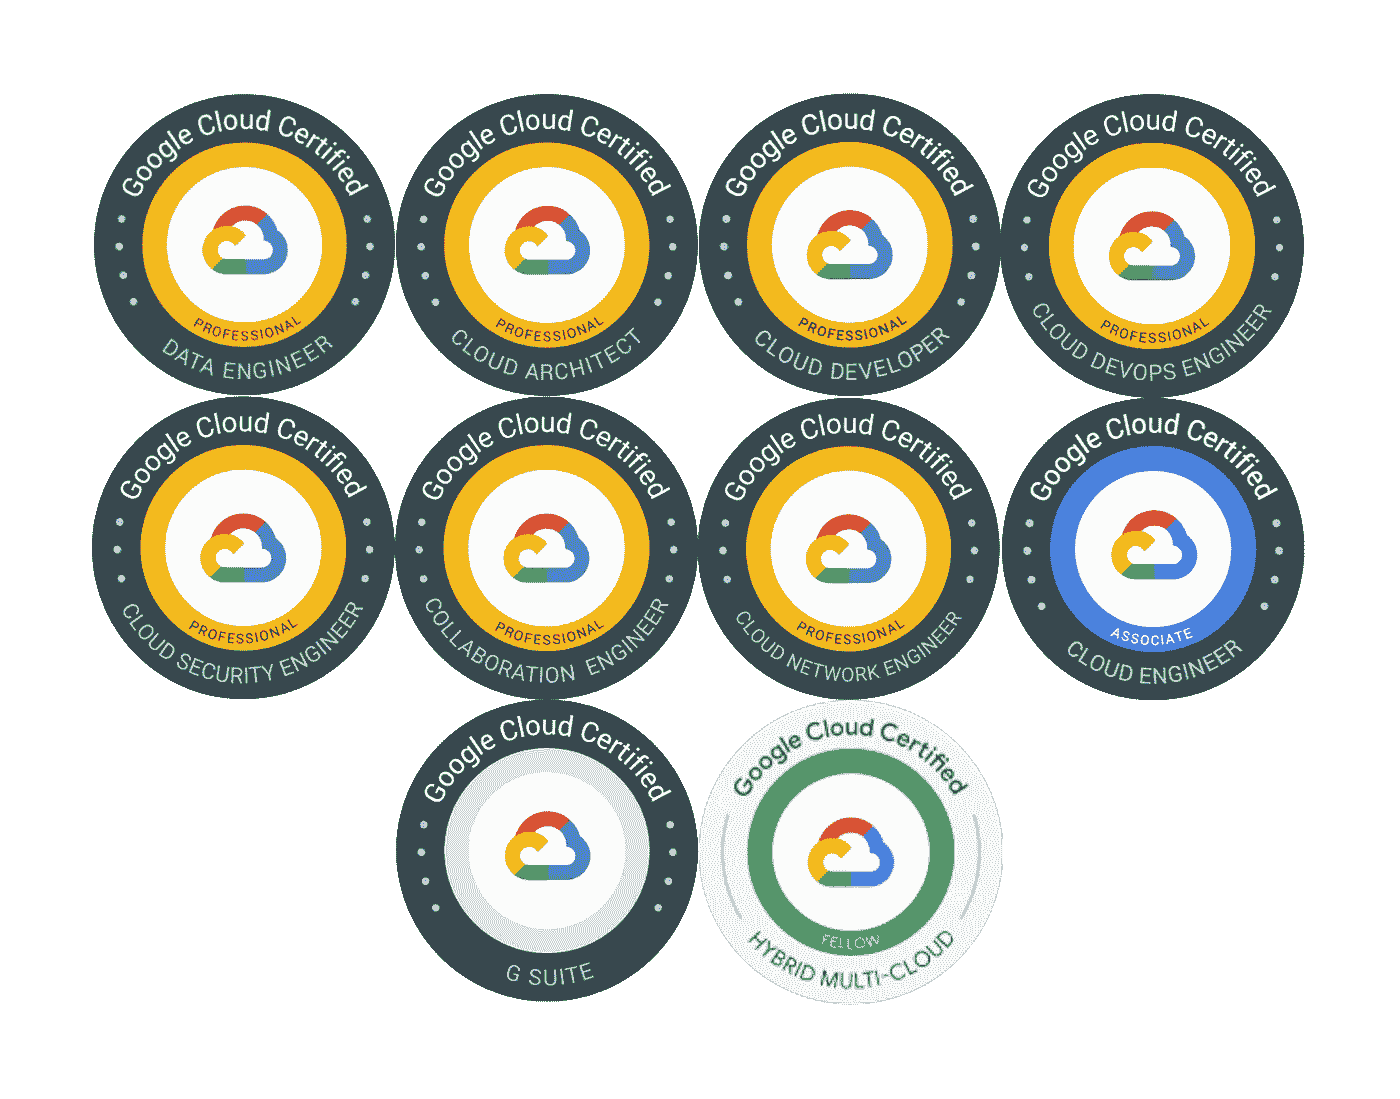 Google Cloud Certified
PROFESSIONAL
DATA ENGINEER
Google Cloud Certified
PROFESSIONAL
CLOUD ARCHITECT
Google Cloud Certified
PROFESSIONAL
CLOUD DEVELOPER
Google Cloud Certified
PROFESSIONAL
CLOUD DEVOPS ENGINEER
Google Cloud Certified
PROFESSIONAL
CLOUD SECURITY ENGINEER
Google Cloud Certified
PROFESSIONAL
COLLABORATION ENGINEER
Google Cloud Certified
PROFESSIONAL
CLOUD NETWORK ENGINEER
Google Cloud Certified
ASSOCIATE
CLOUD ENGINEER
Google Cloud Certified
G SUITE
Google Cloud Certified
FELLOW
HYBRID MULTI-CLOUD